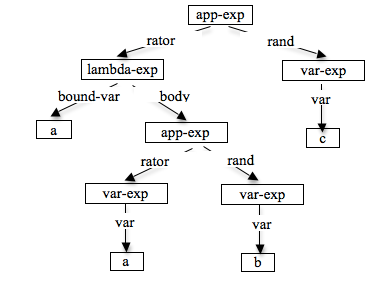 app-exp
rator rand
lambda-exp var-exp
bound-var body var
a app-exp c
rator rand
var-exp var-exp
var var
a b